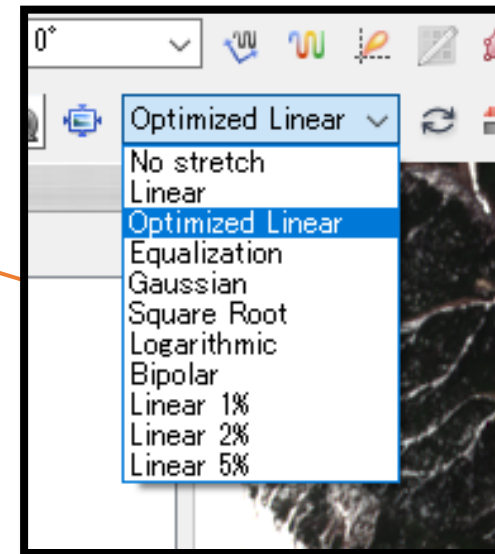 0°
Optimized Linear
No stretch
Linear
Optimized Linear
Equalization
Gaussian
Square Root
Logarithmic
Bipolar
Linear 1%
Linear 2%
Linear 5%